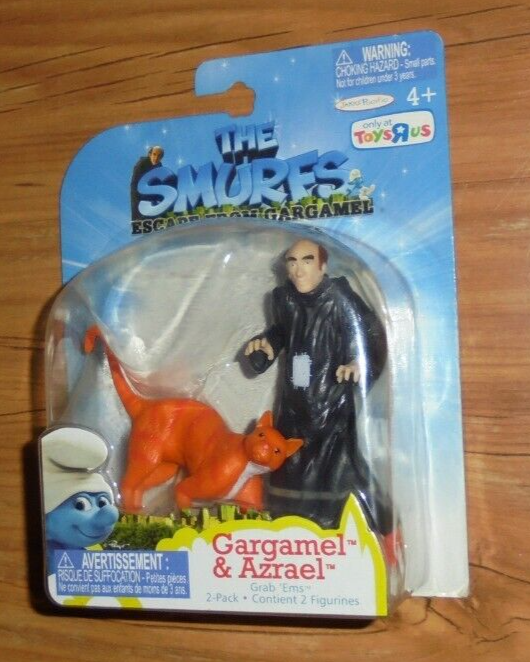 WARNING:
CHOKING HAZARD - Small parts.
Not for children under 3 years.
JAKKS Pacific
4+
only at
TOYSRUS
THE
SMURFS
ESCAPE FROM GARGAMEL
Gargamel™
& Azrael™
Grab 'Ems™
2-Pack • Contient 2 Figurines
AVERTISSEMENT :
RISQUE DE SUFFOCATION - Petites pièces.
Ne convient pas aux enfants de moins de 3 ans.